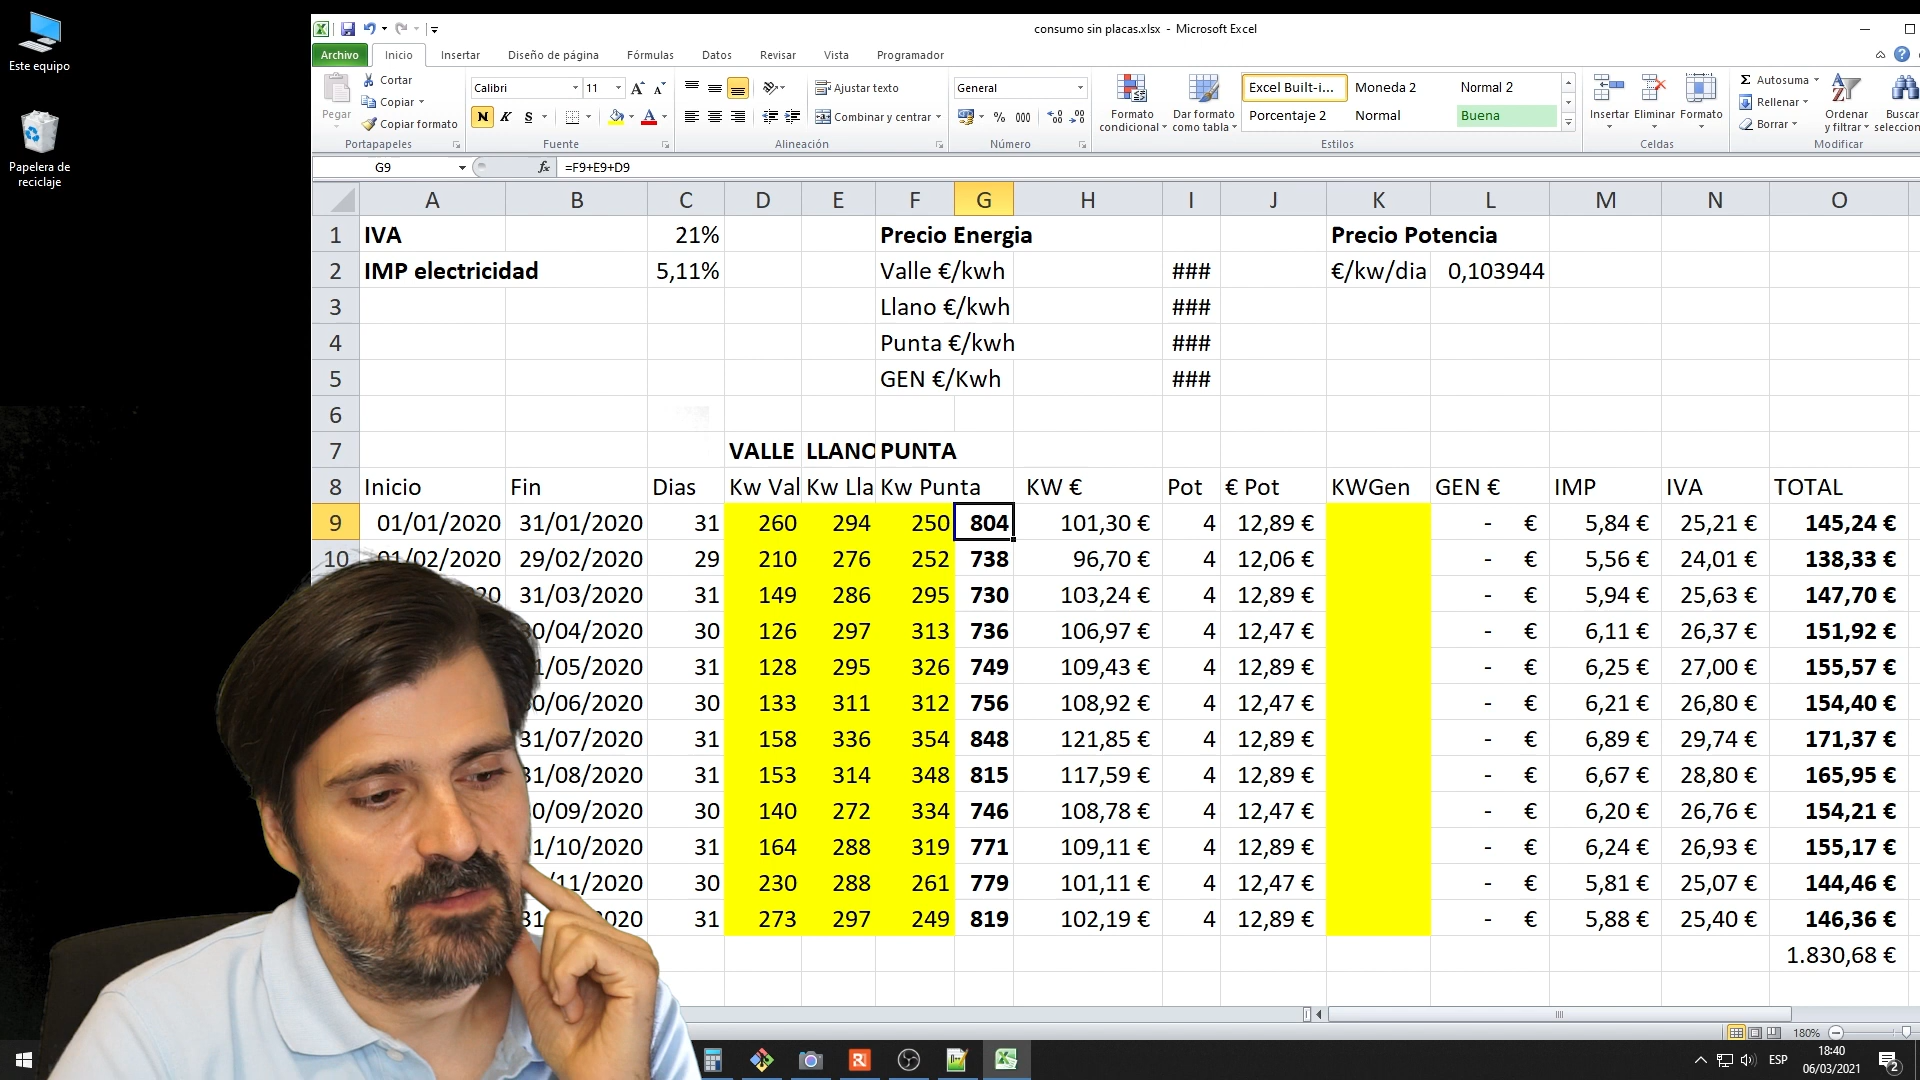 Este equipo
Papelera de
reciclaje
consumo sin placas.xlsx - Microsoft Excel
Archivo Inicio Insertar Diseño de página Fórmulas Datos Revisar Vista Programador
Pegar
Cortar
Copiar
Copiar formato
Portapapeles
Calibri 11
N K S
Fuente
Ajustar texto
Combinar y centrar
Alineación
General
% 000
Número
Formato
condicional
Dar formato
como tabla
Excel Built-i... Moneda 2 Normal 2
Porcentaje 2 Normal Buena
Estilos
Insertar Eliminar Formato
Celdas
Autosuma
Rellenar
Borrar
Ordenar
y filtrar
Buscar
seleccion
Modificar
G9 fx =F9+E9+D9
A B C D E F G H I J K L M N O
1 IVA 21% Precio Energia Precio Potencia
2 IMP electricidad 5,11% Valle €/kwh ### €/kw/dia 0,103944
3 Llano €/kwh ###
4 Punta €/kwh ###
5 GEN €/Kwh ###
6
7 VALLE LLANO PUNTA
8 Inicio Fin Dias Kw Val Kw Lla Kw Punta KW € Pot € Pot KWGen GEN € IMP IVA TOTAL
9 01/01/2020 31/01/2020 31 260 294 250 804 101,30 € 4 12,89 € - € 5,84 € 25,21 € 145,24 €
10 01/02/2020 29/02/2020 29 210 276 252 738 96,70 € 4 12,06 € - € 5,56 € 24,01 € 138,33 €
20 31/03/2020 31 149 286 295 730 103,24 € 4 12,89 € - € 5,94 € 25,63 € 147,70 €
0/04/2020 30 126 297 313 736 106,97 € 4 12,47 € - € 6,11 € 26,37 € 151,92 €
1/05/2020 31 128 295 326 749 109,43 € 4 12,89 € - € 6,25 € 27,00 € 155,57 €
0/06/2020 30 133 311 312 756 108,92 € 4 12,47 € - € 6,21 € 26,80 € 154,40 €
31/07/2020 31 158 336 354 848 121,85 € 4 12,89 € - € 6,89 € 29,74 € 171,37 €
31/08/2020 31 153 314 348 815 117,59 € 4 12,89 € - € 6,67 € 28,80 € 165,95 €
0/09/2020 30 140 272 334 746 108,78 € 4 12,47 € - € 6,20 € 26,76 € 154,21 €
1/10/2020 31 164 288 319 771 109,11 € 4 12,89 € - € 6,24 € 26,93 € 155,17 €
/11/2020 30 230 288 261 779 101,11 € 4 12,47 € - € 5,81 € 25,07 € 144,46 €
31 2020 31 273 297 249 819 102,19 € 4 12,89 € - € 5,88 € 25,40 € 146,36 €
1.830,68 €
180%
ESP
18:40
06/03/2021
2